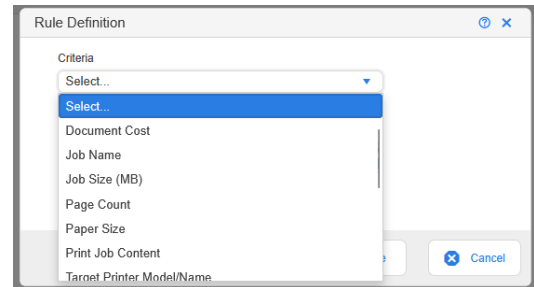 Rule Definition
Criteria
Select...
Select...
Document Cost
Job Name
Job Size (MB)
Page Count
Paper Size
Print Job Content
Target Printer Model/Name
Cancel